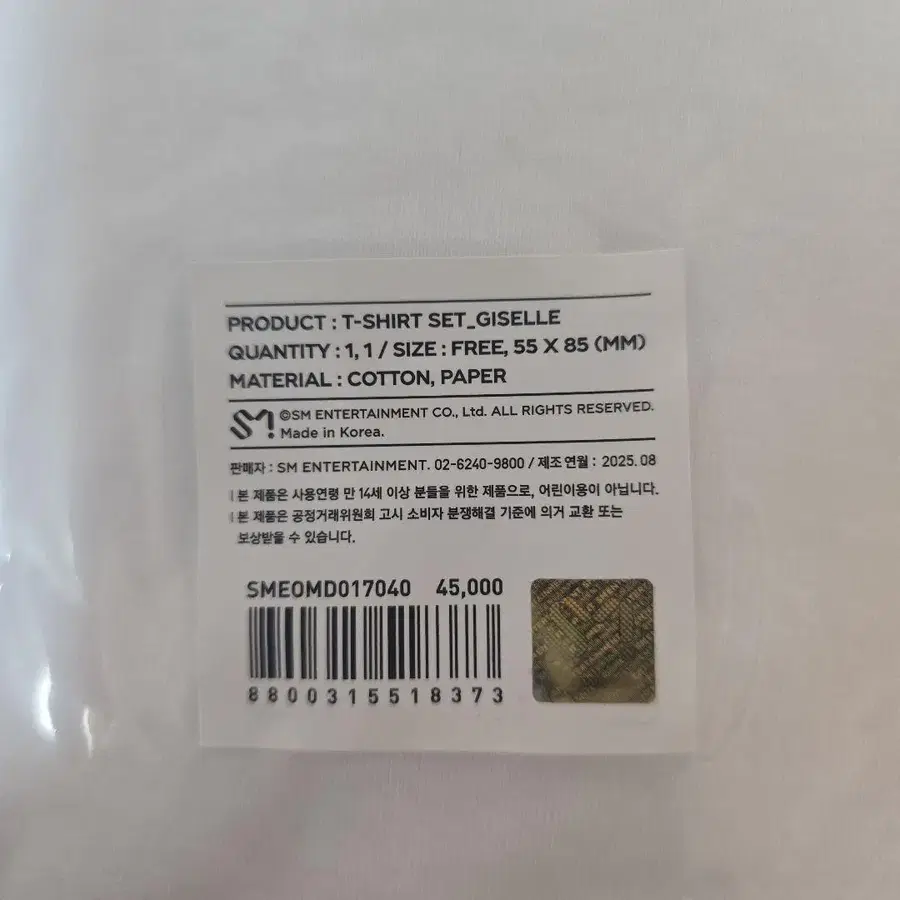 PRODUCT : T-SHIRT SET_GISELLE
QUANTITY : 1, 1 / SIZE : FREE, 55 X 85 (MM)
MATERIAL : COTTON, PAPER
SM ©SM ENTERTAINMENT CO., Ltd. ALL RIGHTS RESERVED.
Made in Korea.
판매자 : SM ENTERTAINMENT. 02-6240-9800 / 제조연월 : 2025.08
| 본 제품은 사용연령 만 14세 이상 분들을 위한 제품으로, 어린이용이 아닙니다.
| 본 제품은 공정거래위원회 고시 소비자 분쟁해결 기준에 의거 교환 또는
보상받을 수 있습니다.
SMEOMD017040 45,000
8800315518373